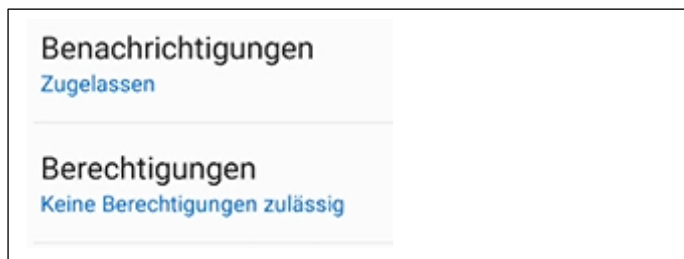 Benachrichtigungen
Zugelassen
Berechtigungen
Keine Berechtigungen zulässig